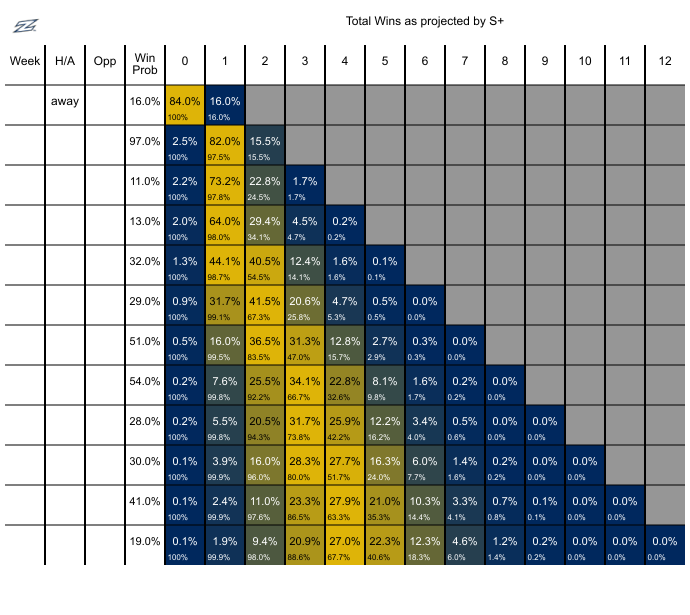 Total Wins as projected by S+
Week H/A Opp Win Prob 0 1 2 3 4 5 6 7 8 9 10 11 12
away 16.0% 84.0% 16.0%
100% 16.0%
97.0% 2.5% 82.0% 15.5%
100% 97.5% 15.5%
11.0% 2.2% 73.2% 22.8% 1.7%
100% 97.8% 24.5% 1.7%
13.0% 2.0% 64.0% 29.4% 4.5% 0.2%
100% 98.0% 34.1% 4.7% 0.2%
32.0% 1.3% 44.1% 40.5% 12.4% 1.6% 0.1%
100% 98.7% 54.5% 14.1% 1.6% 0.1%
29.0% 0.9% 31.7% 41.5% 20.6% 4.7% 0.5% 0.0%
100% 99.1% 67.3% 25.8% 5.3% 0.5% 0.0%
51.0% 0.5% 16.0% 36.5% 31.3% 12.8% 2.7% 0.3% 0.0%
100% 99.5% 83.5% 47.0% 15.7% 2.9% 0.3% 0.0%
54.0% 0.2% 7.6% 25.5% 34.1% 22.8% 8.1% 1.6% 0.2% 0.0%
100% 99.8% 92.2% 66.7% 32.6% 9.8% 1.7% 0.2% 0.0%
28.0% 0.2% 5.5% 20.5% 31.7% 25.9% 12.2% 3.4% 0.5% 0.0% 0.0%
100% 99.8% 94.3% 73.8% 42.2% 16.2% 4.0% 0.6% 0.0% 0.0%
30.0% 0.1% 3.9% 16.0% 28.3% 27.7% 16.3% 6.0% 1.4% 0.2% 0.0% 0.0%
100% 99.9% 96.0% 80.0% 51.7% 24.0% 7.7% 1.6% 0.2% 0.0% 0.0%
41.0% 0.1% 2.4% 11.0% 23.3% 27.9% 21.0% 10.3% 3.3% 0.7% 0.1% 0.0% 0.0%
100% 99.9% 97.6% 86.5% 63.3% 35.3% 14.4% 4.1% 0.8% 0.1% 0.0% 0.0%
19.0% 0.1% 1.9% 9.4% 20.9% 27.0% 22.3% 12.3% 4.6% 1.2% 0.2% 0.0% 0.0% 0.0%
100% 99.9% 98.0% 88.6% 67.7% 40.6% 18.3% 6.0% 1.4% 0.2% 0.0% 0.0% 0.0%